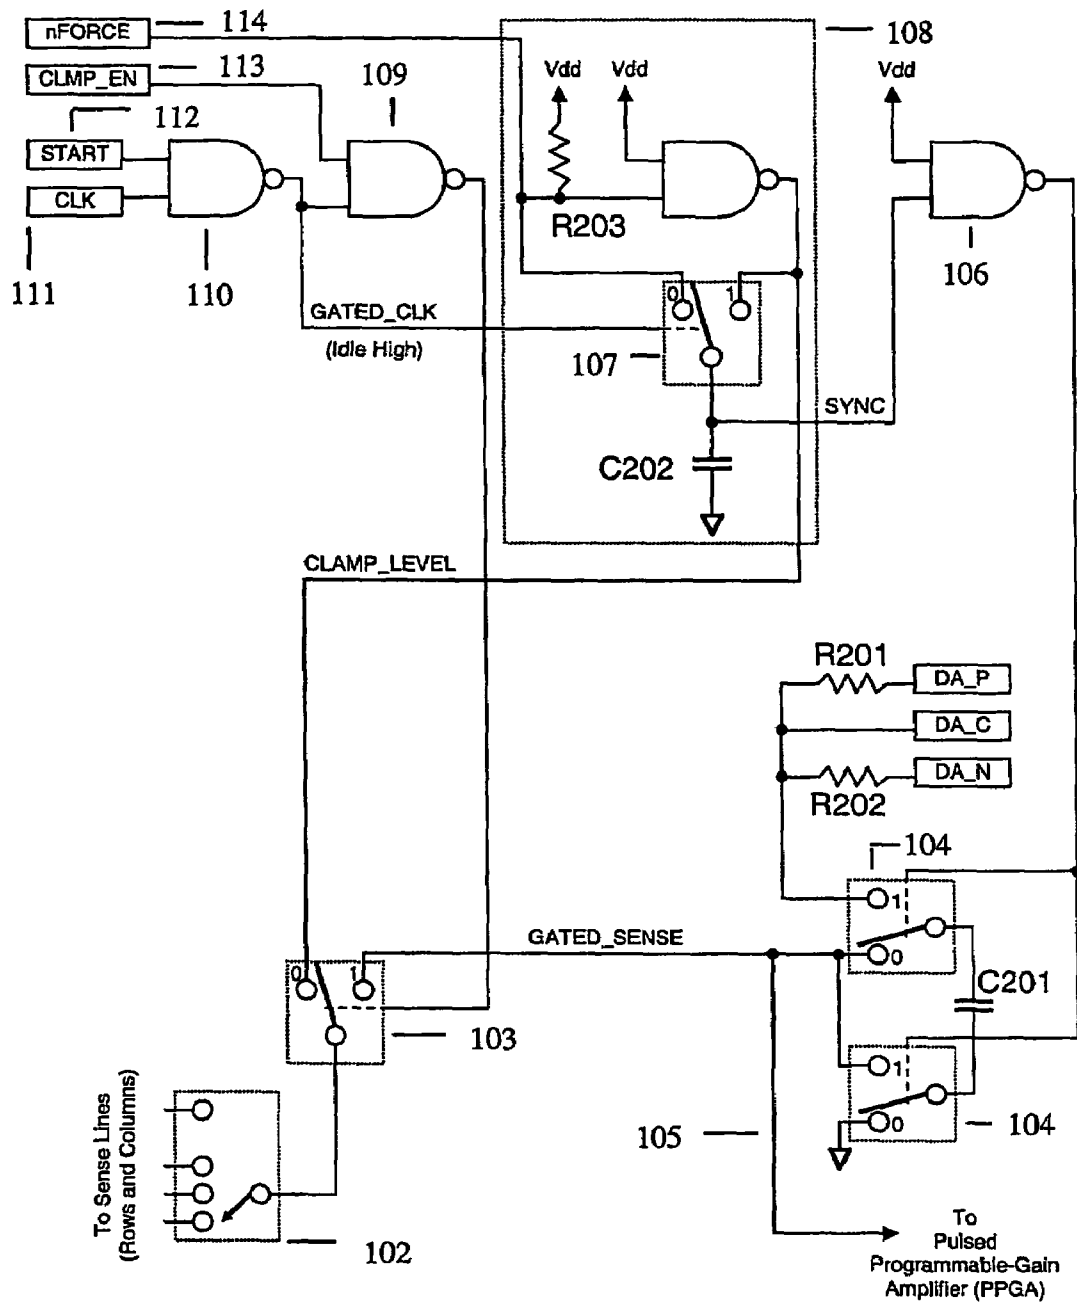 nFORCE
114
CLMP_EN
113
109
112
START
CLK
111
110
GATED_CLK
(Idle High)
108
Vdd
Vdd
Vdd
R203
106
0
1
107
SYNC
C202
CLAMP_LEVEL
R201
DA_P
DA_C
DA_N
R202
104
1
0
GATED_SENSE
C201
0
1
103
1
0
104
105
To Sense Lines
(Rows and Columns)
102
To
Pulsed
Programmable-Gain
Amplifier (PPGA)